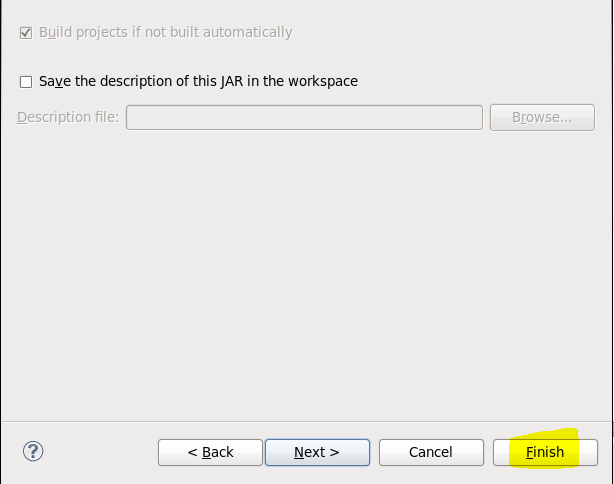 Build projects if not built automatically
Save the description of this JAR in the workspace
Description file:
Browse...
?
< Back
Next >
Cancel
Finish